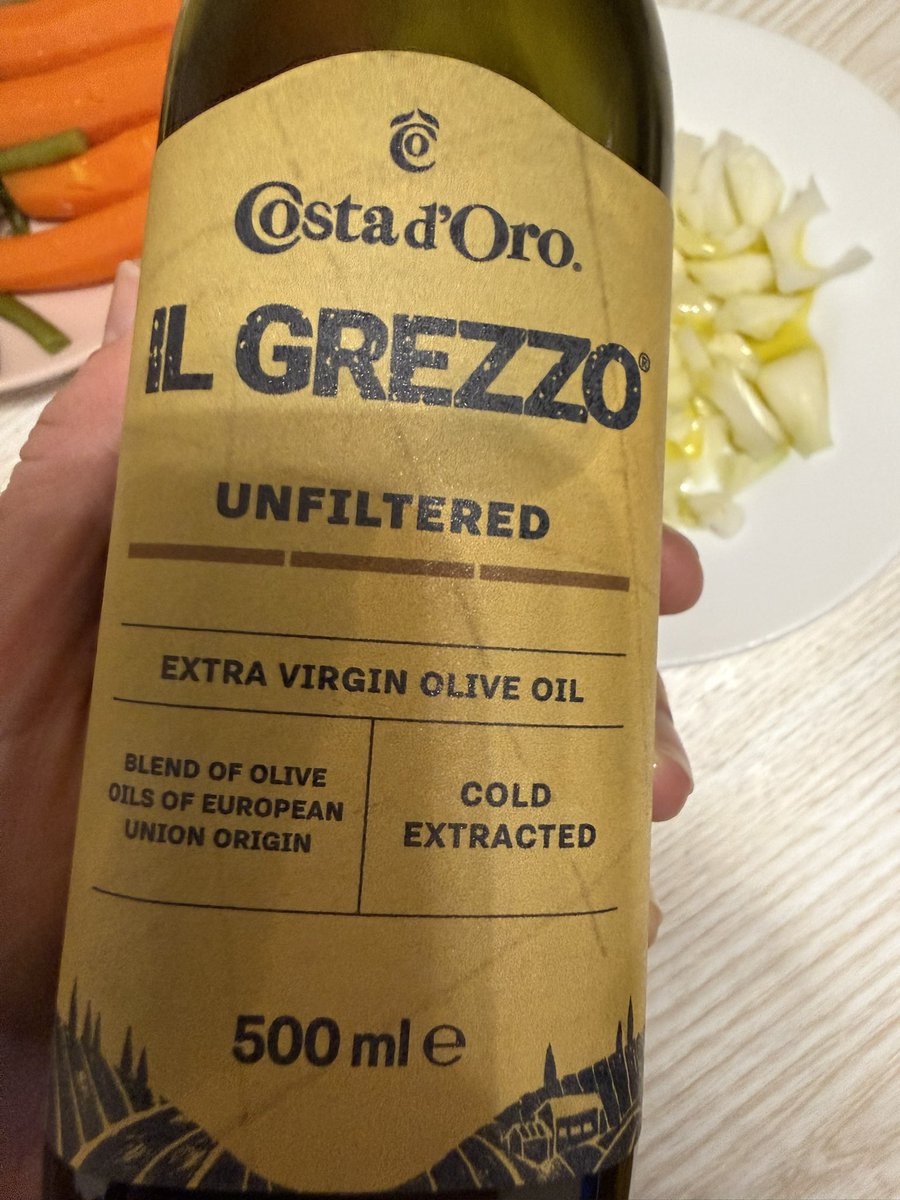 Costa d'Oro®
IL GREZZO®
UNFILTERED
EXTRA VIRGIN OLIVE OIL
BLEND OF OLIVE
OILS OF EUROPEAN
UNION ORIGIN
COLD
EXTRACTED
500 ml e